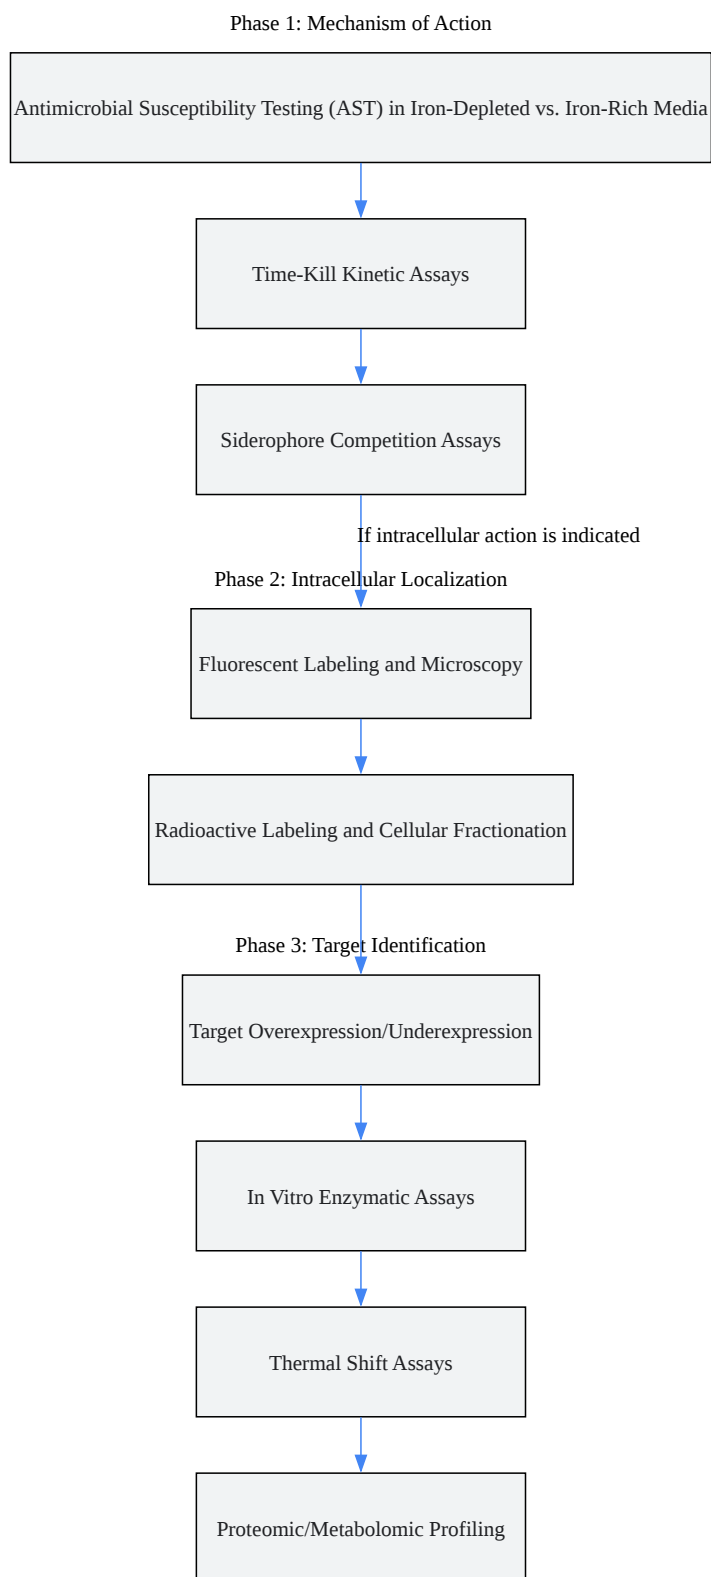 Phase 1: Mechanism of Action
Antimicrobial Susceptibility Testing (AST) in Iron-Depleted vs. Iron-Rich Media
Time-Kill Kinetic Assays
Siderophore Competition Assays
If intracellular action is indicated
Phase 2: Intracellular Localization
Fluorescent Labeling and Microscopy
Radioactive Labeling and Cellular Fractionation
Phase 3: Target Identification
Target Overexpression/Underexpression
In Vitro Enzymatic Assays
Thermal Shift Assays
Proteomic/Metabolomic Profiling